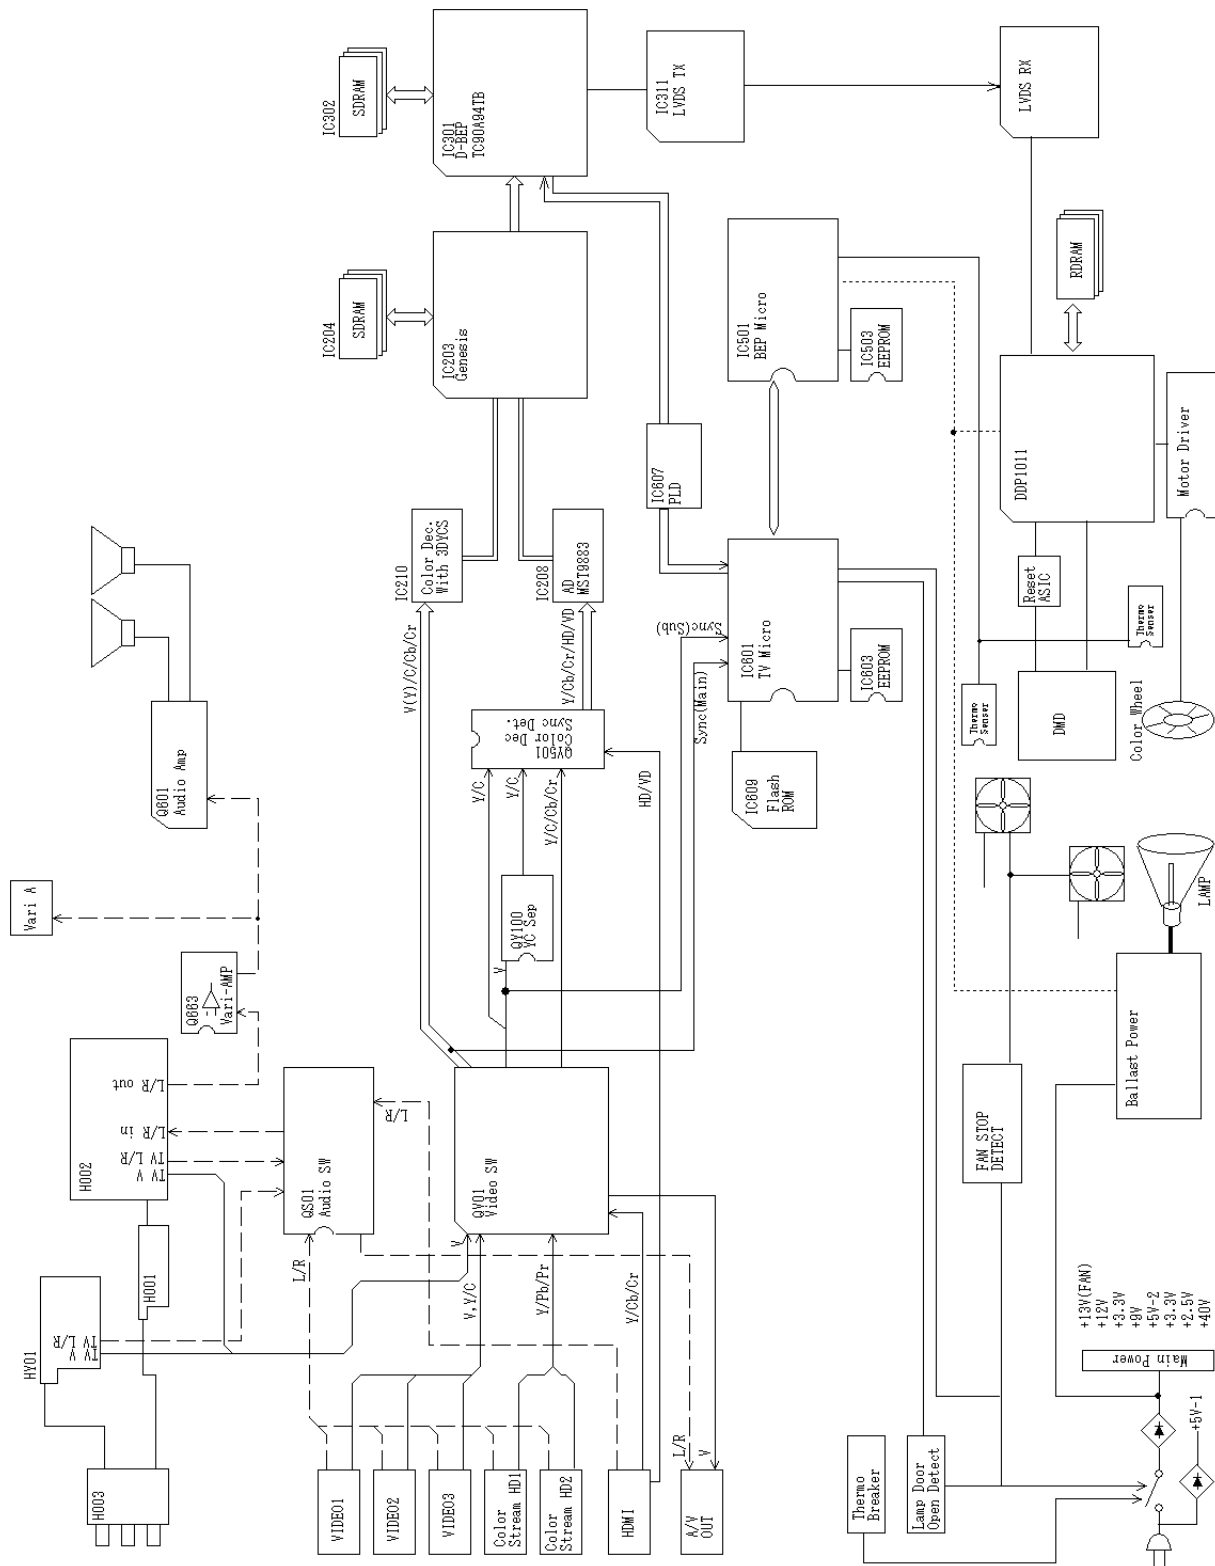 H003
HY01
TV V
TV L/R
H001
H002
TV V
TV L/R
L/R in
L/R out
Q663
Vari-AMP
Vari A
Q601
Audio Amp
QS01
Audio SW
L/R
L/R
VIDEO1
VIDEO2
VIDEO3
Color
Stream HD1
Color
Stream HD2
HDMI
A/V
OUT
L/R
V
V
V,Y/C
Y/Pb/Pr
Y/Cb/Cr
QV01
Video SW
V
QY100
YC Sep
Y/C
Y/C
Y/C/Cb/Cr
HD/VD
QY501
Color Dec
Sync Det.
V(Y)/C/Cb/Cr
Y/Cb/Cr/HD/VD
IC210
Color Dec.
With 3DYCS
IC208
AD
MST9883
IC204
SDRAM
IC203
Genesis
IC302
SDRAM
IC301
D-BEP
TC90A94TB
IC311
LVDS TX
LVDS RX
IC607
PLD
Sync(Main)
Sync(Sub)
IC601
TV Micro
IC603
EEPROM
IC609
Flash
ROM
IC501
BEP Micro
IC503
EEPROM
RDRAM
DDP1011
Motor Driver
Reset
ASIC
DMD
Thermo
Senser
Thermo
Senser
Color Wheel
LAMP
Ballast Power
FAN STOP
DETECT
Thermo
Breaker
Lamp Door
Open Detect
Main Power
+13V(FAN)
+12V
+3.3V
+9V
+5V-2
+3.3V
+2.5V
+40V
+5V-1